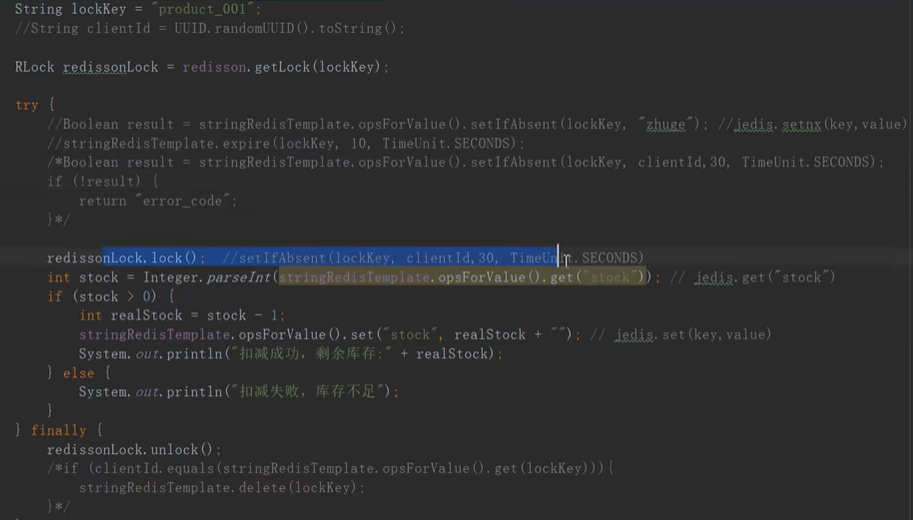 String lockKey = "product_001";
//String clientId = UUID.randomUUID().toString();
RLock redissonLock = redisson.getLock(lockKey);
try {
//Boolean result = stringRedisTemplate.opsForValue().setIfAbsent(lockKey, "zhuge"); //jedis.setnx(key,value)
//stringRedisTemplate.expire(lockKey, 10, TimeUnit.SECONDS);
/*Boolean result = stringRedisTemplate.opsForValue().setIfAbsent(lockKey, clientId,30, TimeUnit.SECONDS);
if (!result) {
return "error_code";
}*/
redissonLock.lock(); //setIfAbsent(lockKey, clientId,30, TimeUnit.SECONDS)
int stock = Integer.parseInt(stringRedisTemplate.opsForValue().get("stock")); // jedis.get("stock")
if (stock > 0) {
int realStock = stock - 1;
stringRedisTemplate.opsForValue().set("stock", realStock + ""); // jedis.set(key,value)
System.out.println("扣减成功，剩余库存:" + realStock);
} else {
System.out.println("扣减失败，库存不足");
}
} finally {
redissonLock.unlock();
/*if (clientId.equals(stringRedisTemplate.opsForValue().get(lockKey))){
stringRedisTemplate.delete(lockKey);
}*/